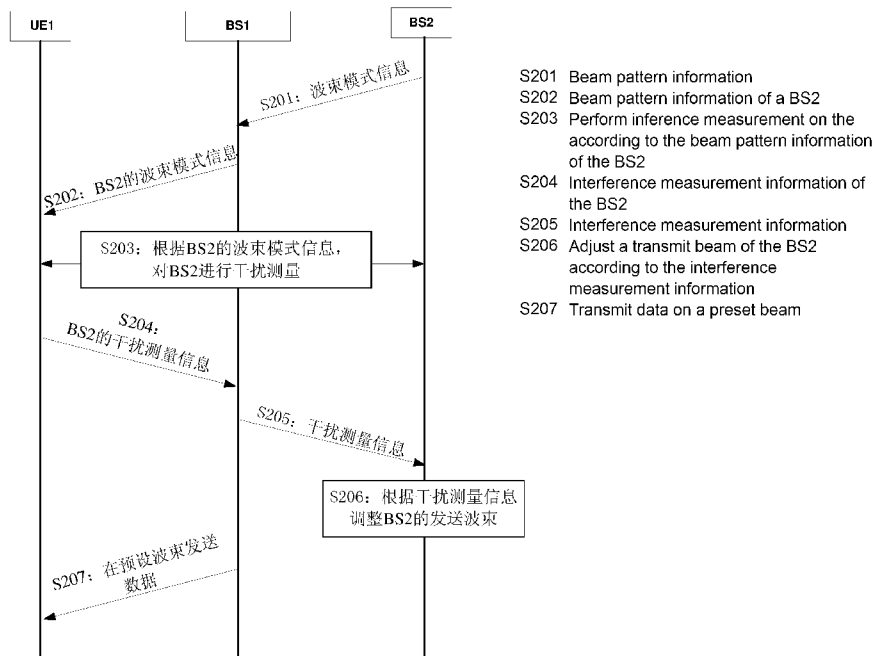 UE1
BS1
BS2
S201：波束模式信息
S202：BS2的波束模式信息
S203：根据BS2的波束模式信息，
对BS2进行干扰测量
S204：
BS2的干扰测量信息
S205：干扰测量信息
S206：根据干扰测量信息
调整BS2的发送波束
S207：在预设波束发送
数据
S201 Beam pattern information
S202 Beam pattern information of a BS2
S203 Perform inference measurement on the
according to the beam pattern information
of the BS2
S204 Interference measurement information of
the BS2
S205 Interference measurement information
S206 Adjust a transmit beam of the BS2
according to the interference
measurement information
S207 Transmit data on a preset beam